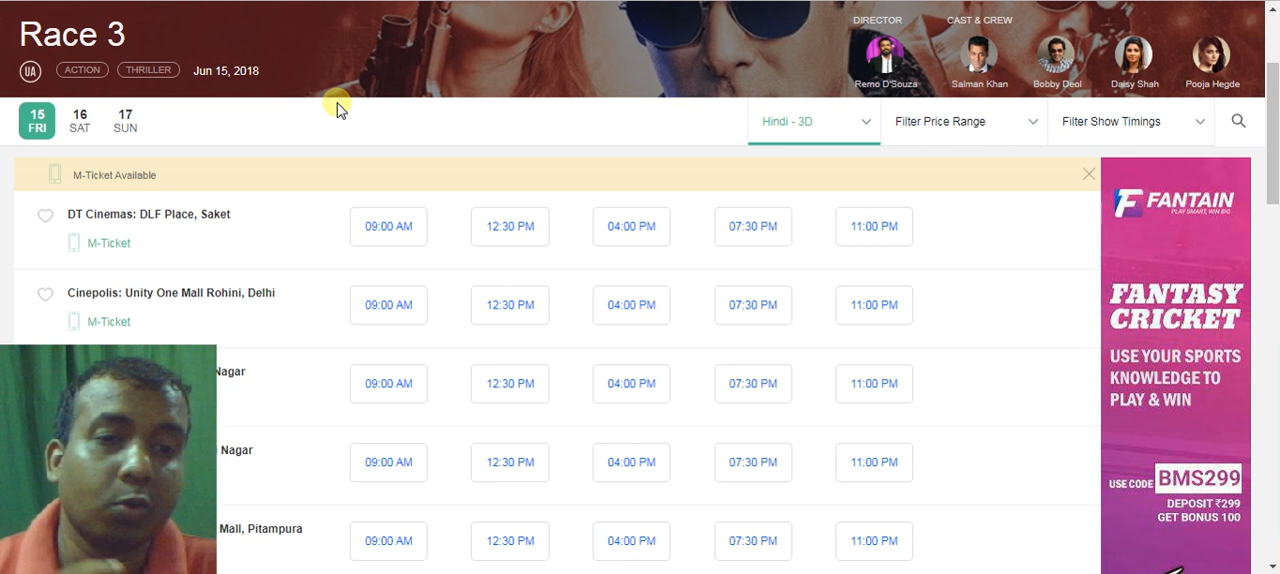 Race 3
DIRECTOR
CAST & CREW
UA
ACTION
THRILLER
Jun 15, 2018
Remo D'Souza
Salman Khan
Bobby Deol
Daisy Shah
Pooja Hegde
15
FRI
16
SAT
17
SUN
Hindi - 3D
Filter Price Range
Filter Show Timings
M-Ticket Available
DT Cinemas: DLF Place, Saket
M-Ticket
09:00 AM
12:30 PM
04:00 PM
07:30 PM
11:00 PM
Cinepolis: Unity One Mall Rohini, Delhi
M-Ticket
09:00 AM
12:30 PM
04:00 PM
07:30 PM
11:00 PM
Nagar
09:00 AM
12:30 PM
04:00 PM
07:30 PM
11:00 PM
Nagar
09:00 AM
12:30 PM
04:00 PM
07:30 PM
11:00 PM
Mall, Pitampura
09:00 AM
12:30 PM
04:00 PM
07:30 PM
11:00 PM
FANTAIN
PLAY SMART, WIN BIG
FANTASY
CRICKET
USE YOUR SPORTS
KNOWLEDGE TO
PLAY & WIN
USE CODE BMS299
DEPOSIT ₹299
GET BONUS 100